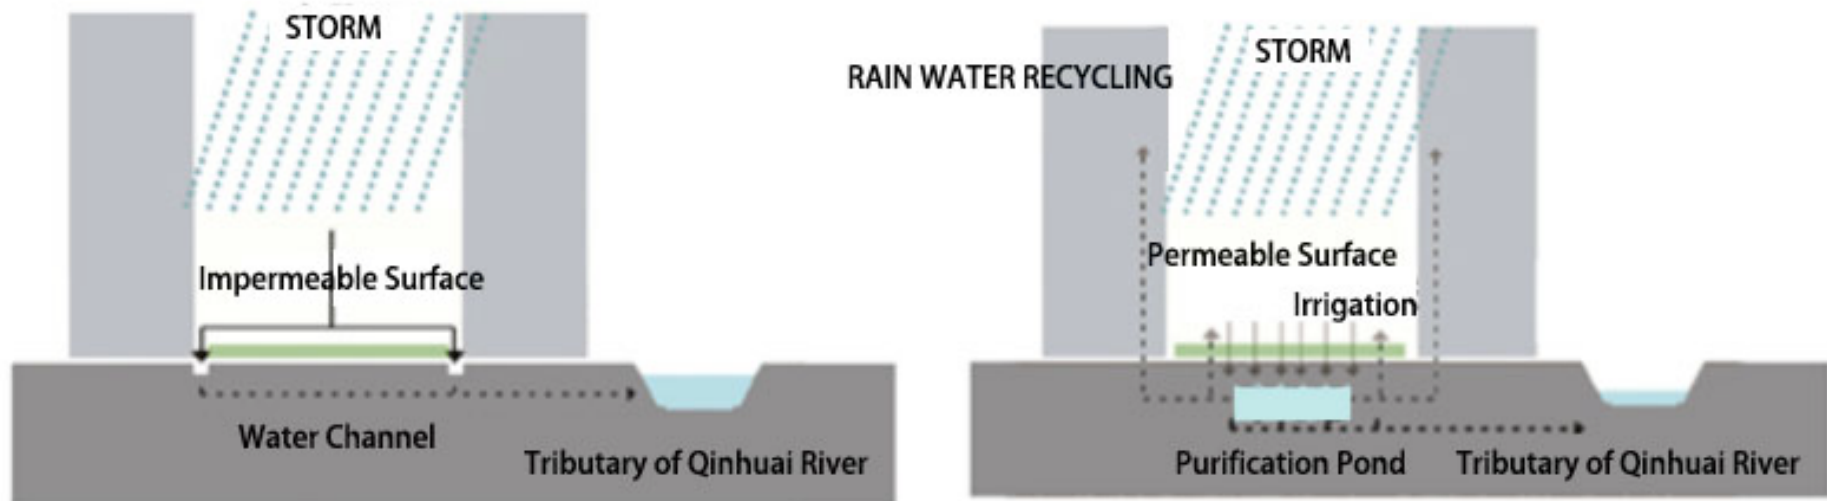 STORM
Impermeable Surface
Water Channel
Tributary of Qinhuai River
RAIN WATER RECYCLING
STORM
Permeable Surface
Irrigation
Purification Pond
Tributary of Qinhuai River